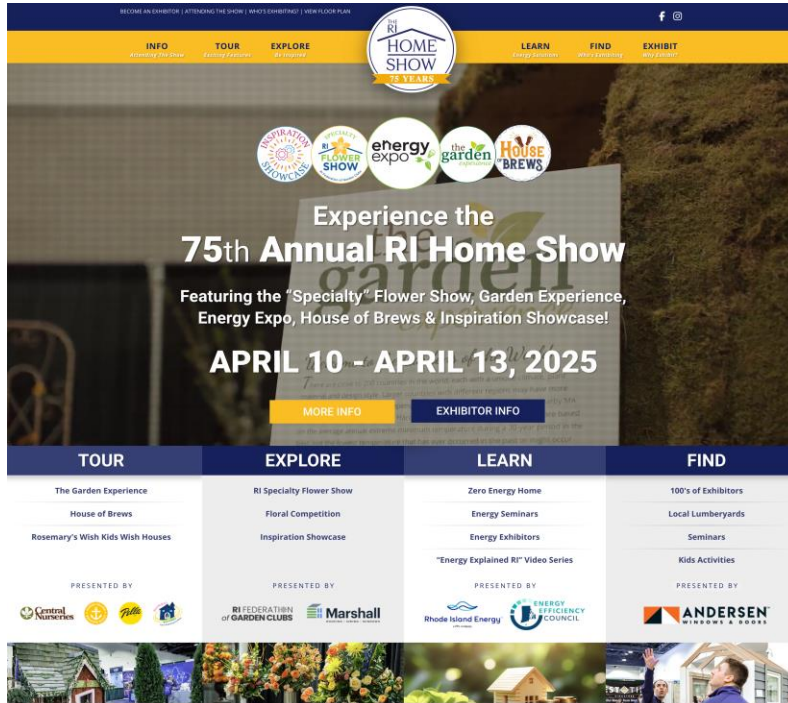 BECOME AN EXHIBITOR | ATTENDING THE SHOW | WHO'S EXHIBITING? | VIEW FLOOR PLAN
INFO
Attending The Show
TOUR
Exciting Features
EXPLORE
Be Inspired
THE
RI
HOME
SHOW
75 YEARS
LEARN
Energy Solutions
FIND
Who's Exhibiting
EXHIBIT
Why Exhibit?
INSPIRATION
SHOWCASE
SPECIALTY
RI
FLOWER
SHOW
energy
expo
the
garden
experience
HOUSE
OF BREWS
the
garden
Experience the
75th Annual RI Home Show
Featuring the “Specialty” Flower Show, Garden Experience,
Energy Expo, House of Brews & Inspiration Showcase!
APRIL 10 - APRIL 13, 2025
MORE INFO
EXHIBITOR INFO
TOUR
The Garden Experience
House of Brews
Rosemary's Wish Kids Wish Houses
PRESENTED BY
Central
Nurseries
Pella
EXPLORE
RI Specialty Flower Show
Floral Competition
Inspiration Showcase
PRESENTED BY
RI FEDERATION
of GARDEN CLUBS
Marshall
LEARN
Zero Energy Home
Energy Seminars
Energy Exhibitors
“Energy Explained RI” Video Series
PRESENTED BY
Rhode Island Energy
ENERGY
EFFICIENCY
COUNCIL
FIND
100's of Exhibitors
Local Lumberyards
Seminars
Kids Activities
PRESENTED BY
ANDERSEN
WINDOWS & DOORS